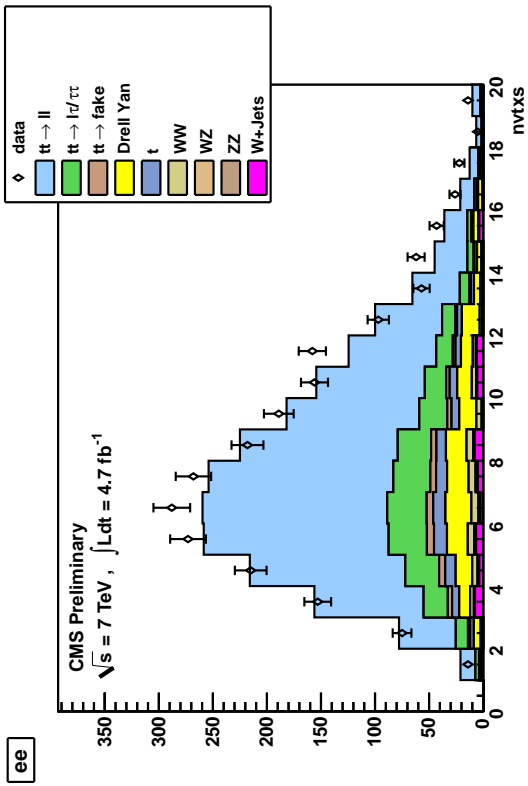 ee
CMS Preliminary
√s = 7 TeV , ∫Ldt = 4.7 fb⁻¹
data
tt → ll
tt → lτ/ττ
tt → fake
Drell Yan
t
WW
WZ
ZZ
W+Jets
350
300
250
200
150
100
50
0
0 2 4 6 8 10 12 14 16 18 20
nvtxs